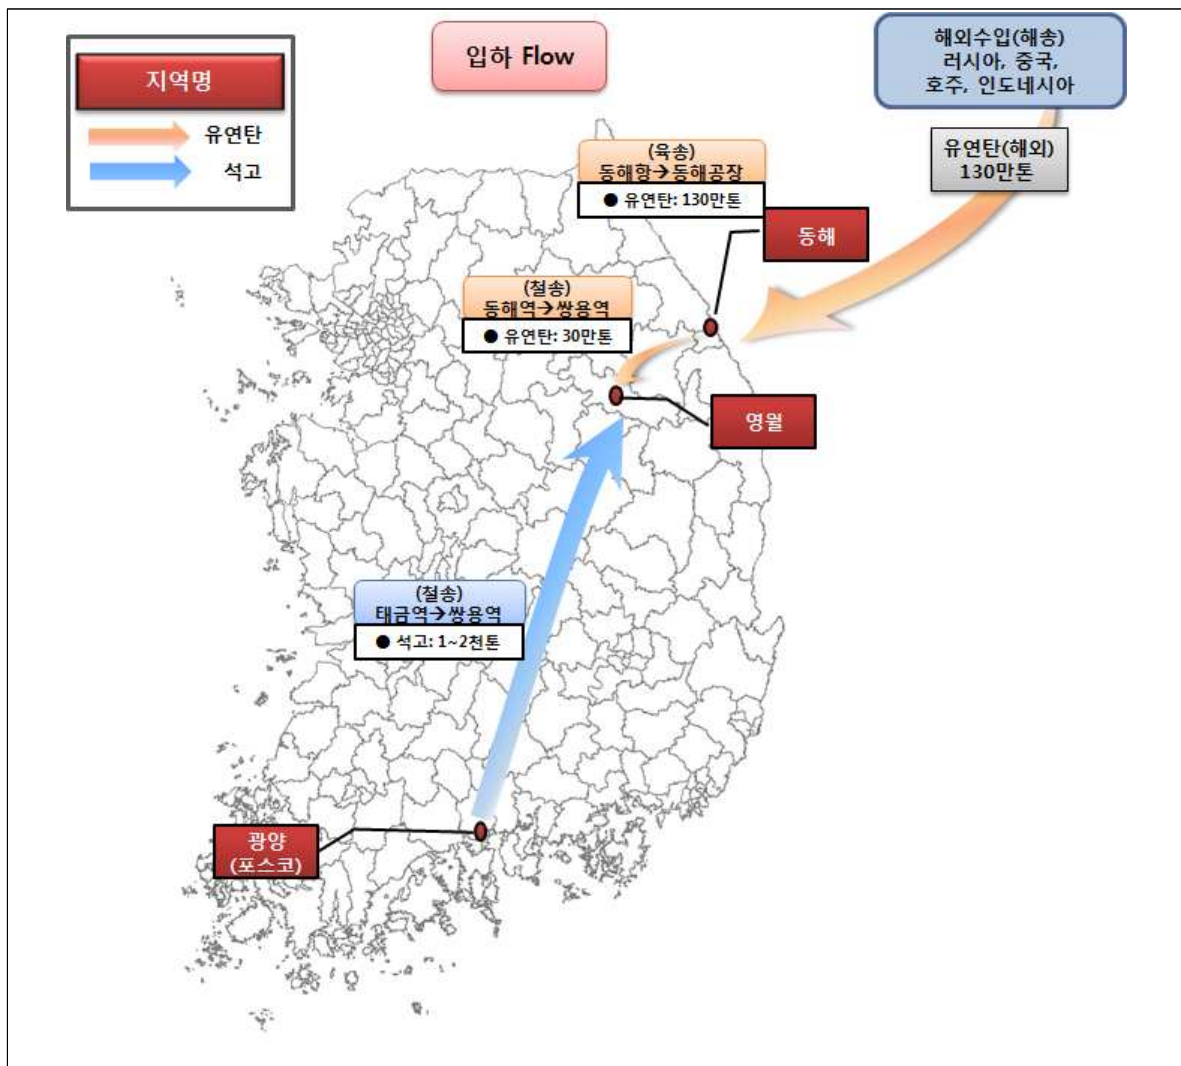 입하 Flow
지역명
유연탄
석고
해외수입(해송)
러시아, 중국,
호주, 인도네시아
유연탄(해외)
130만톤
(육송)
동해항→동해공장
● 유연탄: 130만톤
동해
(철송)
동해역→쌍용역
● 유연탄: 30만톤
영월
(철송)
태금역→쌍용역
● 석고: 1~2천톤
광양
(포스코)